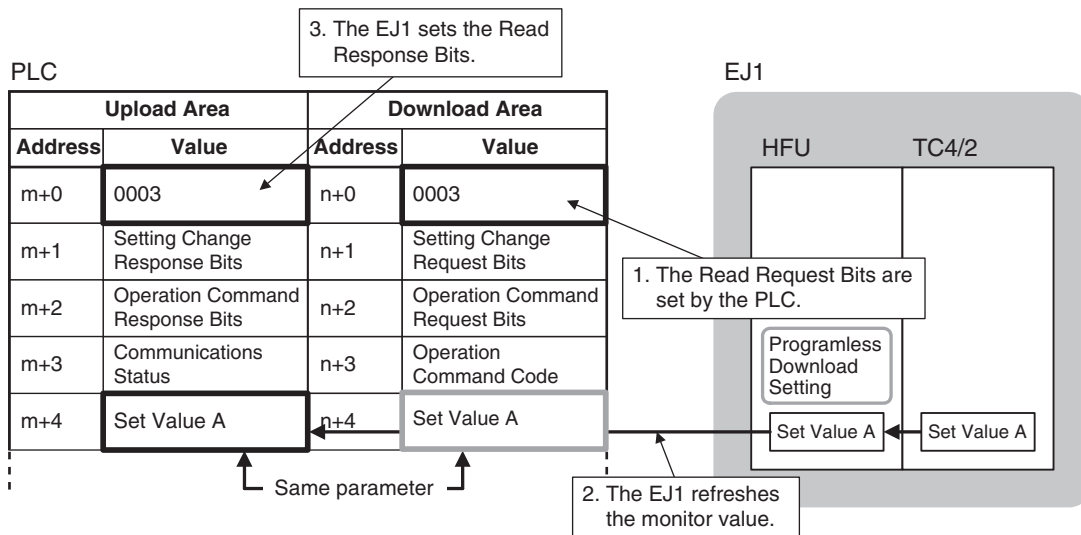 3. The EJ1 sets the Read
Response Bits.
PLC
EJ1
Upload Area Download Area
Address Value Address Value
HFU TC4/2
m+0 0003 n+0 0003
m+1 Setting Change
Response Bits n+1 Setting Change
Request Bits
1. The Read Request Bits are
set by the PLC.
m+2 Operation Command
Response Bits n+2 Operation Command
Request Bits
m+3 Communications
Status n+3 Operation
Command Code
Programless
Download
Setting
m+4 Set Value A n+4 Set Value A
Set Value A Set Value A
Same parameter
2. The EJ1 refreshes
the monitor value.